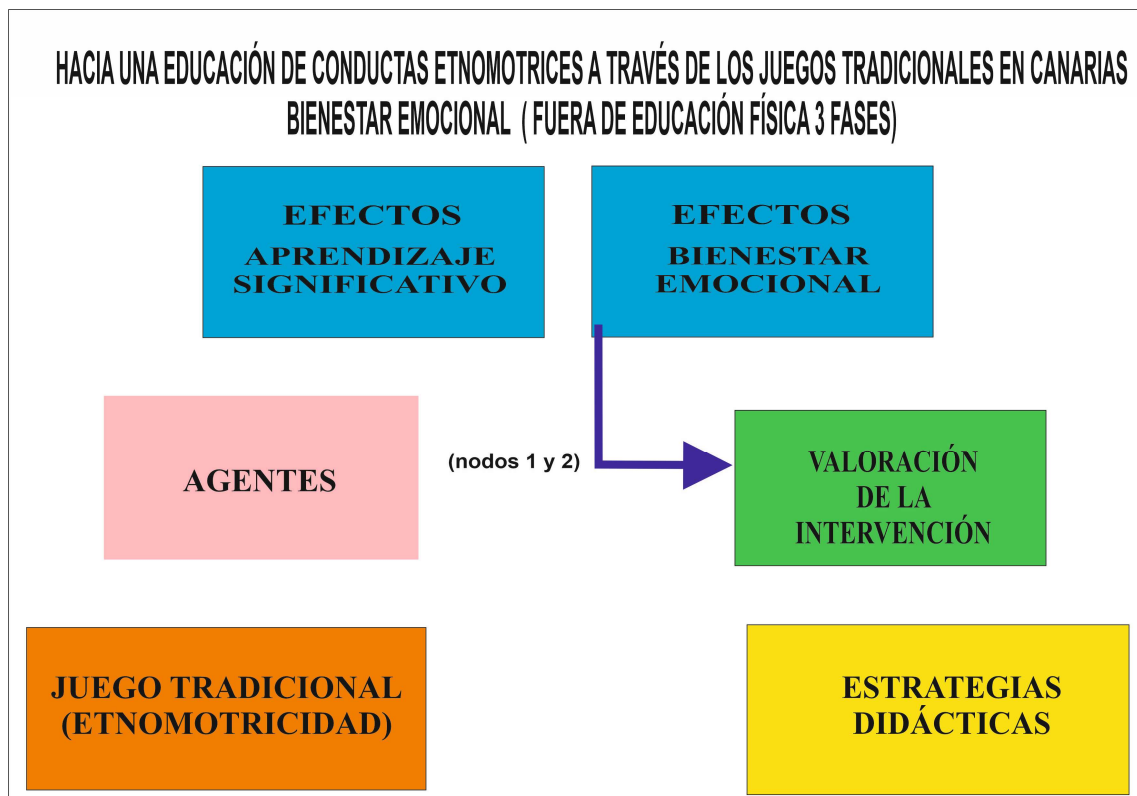 HACIA UNA EDUCACIÓN DE CONDUCTAS ETNOMOTRICES A TRAVÉS DE LOS JUEGOS TRADICIONALES EN CANARIAS
BIENESTAR EMOCIONAL ( FUERA DE EDUCACIÓN FÍSICA 3 FASES)
EFECTOS
APRENDIZAJE
SIGNIFICATIVO
EFECTOS
BIENESTAR
EMOCIONAL
AGENTES
(nodos 1 y 2)
VALORACIÓN
DE LA
INTERVENCIÓN
JUEGO TRADICIONAL
(ETNOMOTRICIDAD)
ESTRATEGIAS
DIDÁCTICAS